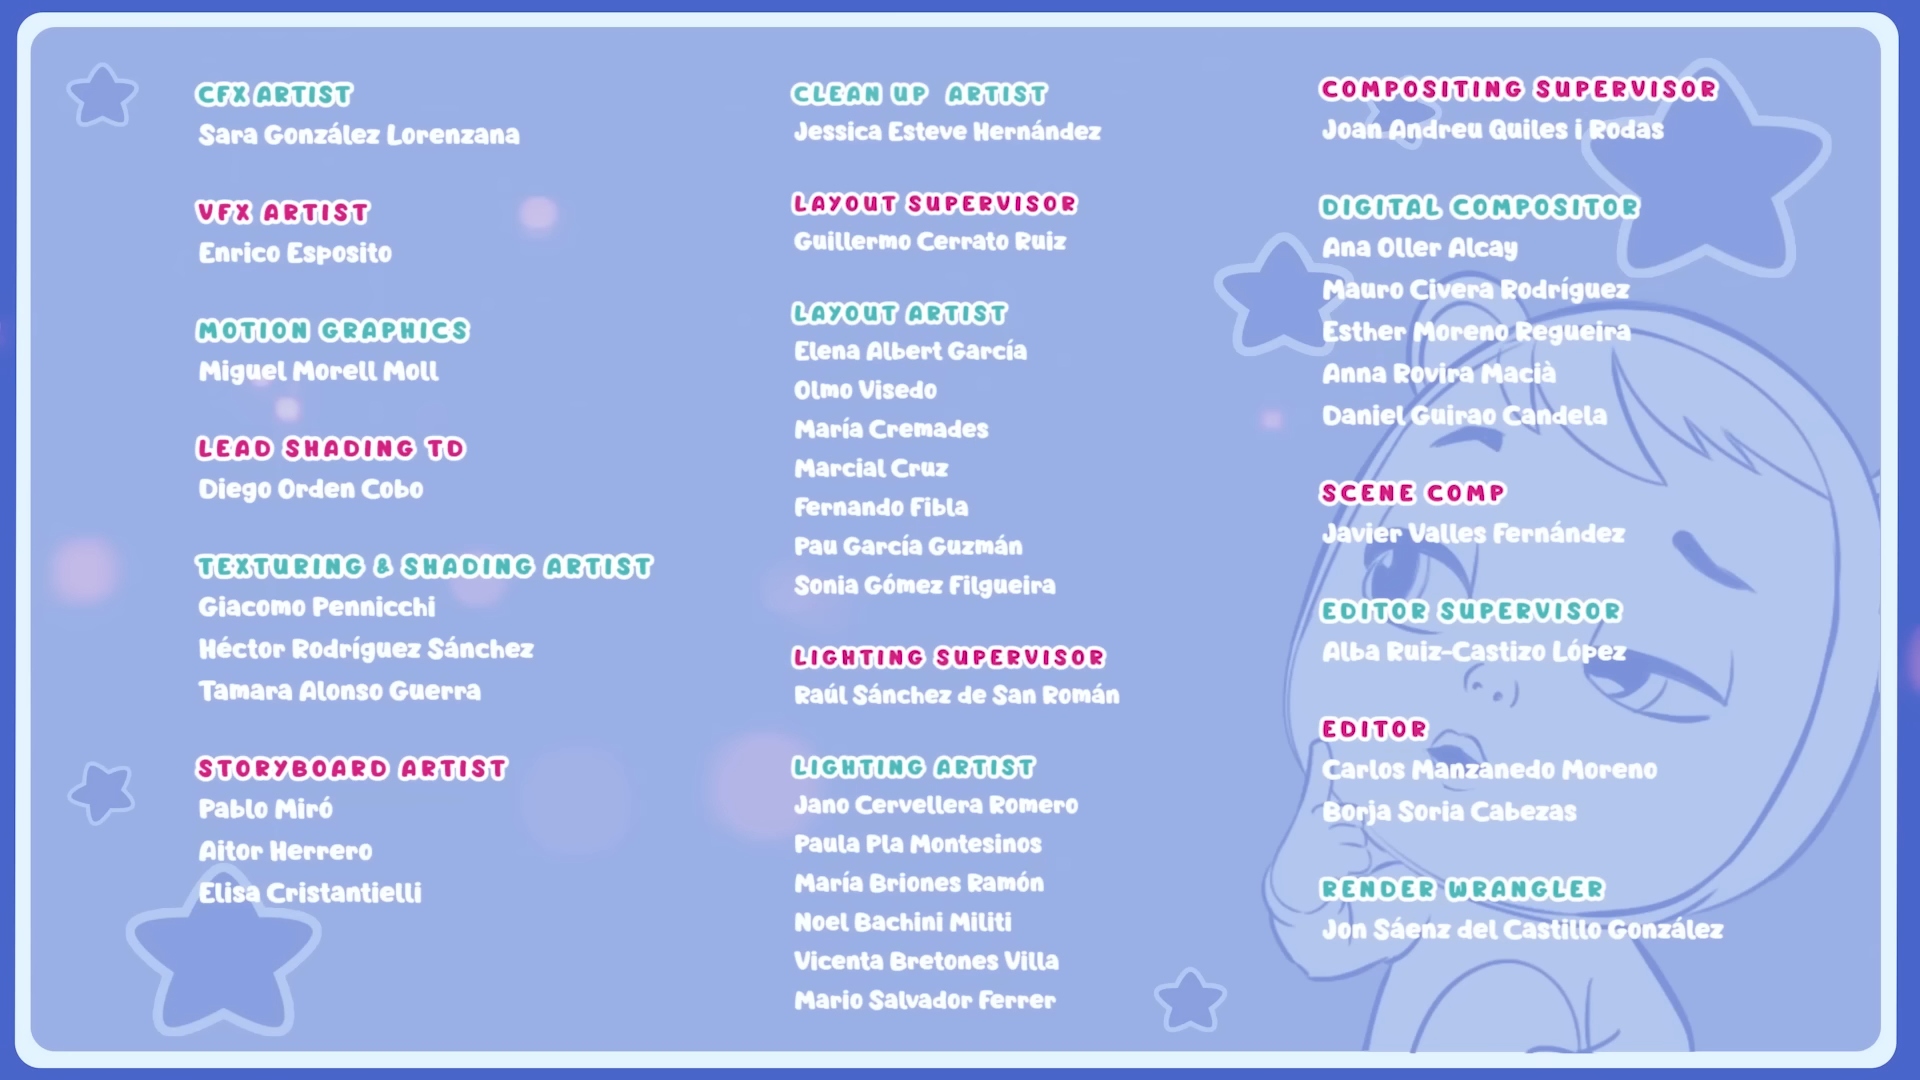 CFX ARTIST
Sara González Lorenzana
VFX ARTIST
Enrico Esposito
MOTION GRAPHICS
Miguel Morell Moll
LEAD SHADING TD
Diego Orden Cobo
TEXTURING & SHADING ARTIST
Giacomo Pennicchi
Héctor Rodríguez Sánchez
Tamara Alonso Guerra
STORYBOARD ARTIST
Pablo Miró
Aitor Herrero
Elisa Cristantielli
CLEAN UP ARTIST
Jessica Esteve Hernández
LAYOUT SUPERVISOR
Guillermo Cerrato Ruiz
LAYOUT ARTIST
Elena Albert García
Olmo Visedo
María Cremades
Marcial Cruz
Fernando Fibla
Pau García Guzmán
Sonia Gómez Filgueira
LIGHTING SUPERVISOR
Raúl Sánchez de San Román
LIGHTING ARTIST
Jano Cervellera Romero
Paula Pla Montesinos
María Briones Ramón
Noel Bachini Militi
Vicenta Bretones Villa
Mario Salvador Ferrer
COMPOSITING SUPERVISOR
Joan Andreu Quiles i Rodas
DIGITAL COMPOSITOR
Ana Oller Alcay
Mauro Civera Rodríguez
Esther Moreno Regueira
Anna Rovira Macià
Daniel Guirao Candela
SCENE COMP
Javier Valles Fernández
EDITOR SUPERVISOR
Alba Ruiz-Castizo López
EDITOR
Carlos Manzanedo Moreno
Borja Soria Cabezas
RENDER WRANGLER
Jon Sáenz del Castillo González